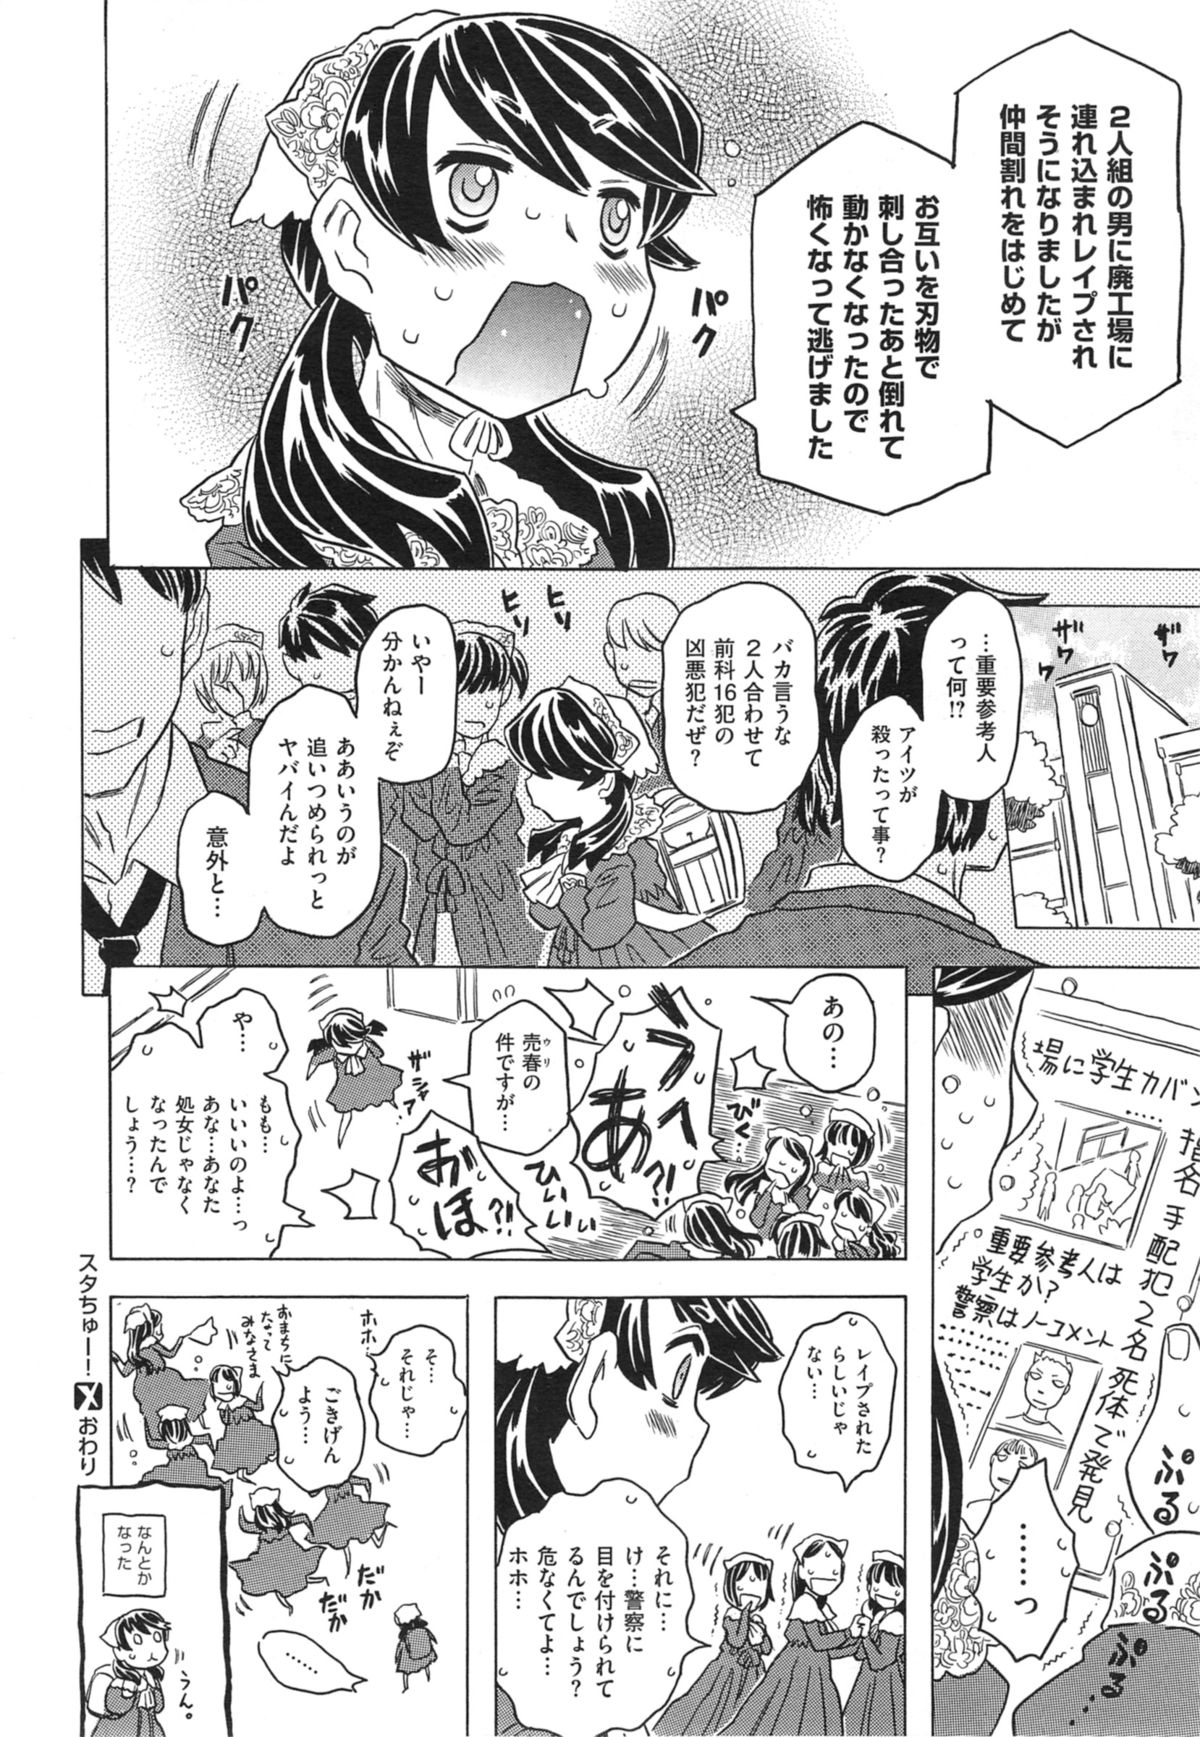 2人組の男に廃工場に
連れ込まれレイプされ
そうになりましたが
仲間割れをはじめて
お互いを刃物で
刺し合ったあと倒れて
動かなくなったので
怖くなって逃げました
パク
パク
ザワ
ザワ
…重要参考人
って何!?
アイツが
殺ったって事?
バカ言うな
2人合わせて
前科16犯の
凶悪犯だぜ?
ヒソ
ヒソ
いやー
分かんねぇぞ
ああいうのが
追いつめられっと
ヤバイんだよ
意外と…
場に学生カバン
指名手配犯2名死体で発見
重要参考人は
学生か?
警察はノーコメント
………っ
ぷる
ぷる
ぷる
あの…
びく…
売春の
ウリ
件ですが…
あ?!
ひいい
あほ?!
や…
もも…
いいいのよ…っ
あな…あなた
処女じゃなく
なったんで
しょう…?
レイプされた
らしいじゃ
ない…
それに…
け…警察に
目を付けられて
るんでしょう?
危なくてよ…
ホホ…
そ…
それじゃ…
ホホ…
ごきげん
よう…
おまちに
なって
みなさま
だか
だか
……
なんとか
なった
うん。
スタちゅー! X おわり